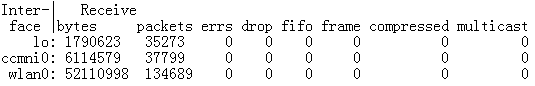 Inter-|   Receive
 face |bytes    packets errs drop fifo frame compressed multicast
    lo: 1790623  35273    0    0    0     0          0         0
ccmni0: 6114579  37799    0    0    0     0          0         0
 wlan0: 52110998  134689    0    0    0     0          0         0